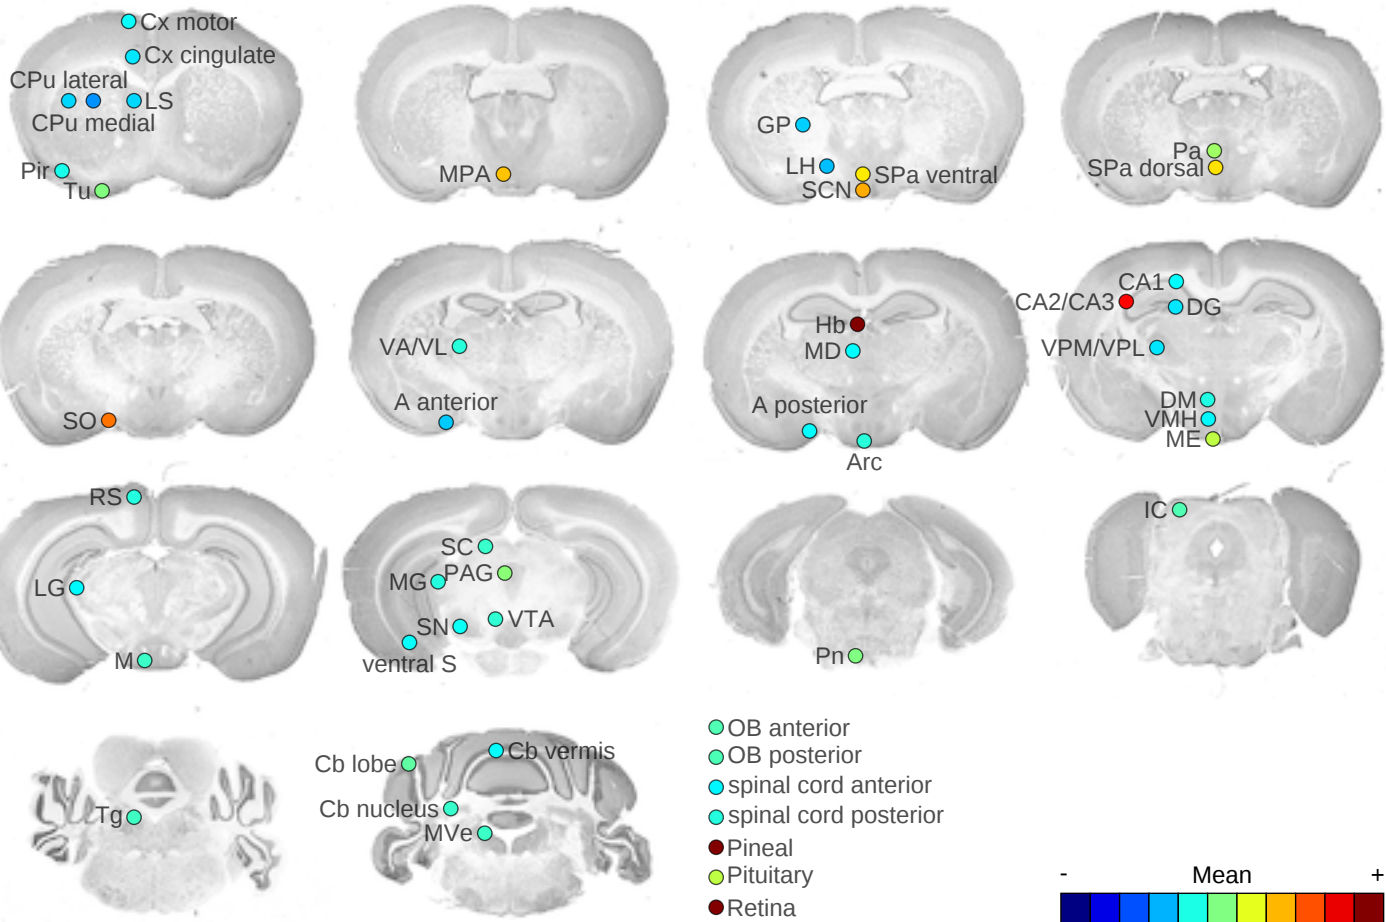 Cx motor
Cx cingulate
CPu lateral
LS
CPu medial
Pir
Tu
MPA
GP
LH
SPa ventral
SCN
Pa
SPa dorsal
SO
VA/VL
A anterior
Hb
MD
A posterior
Arc
CA1
CA2/CA3
DG
VPM/VPL
DM
VMH
ME
RS
LG
M
SC
PAG
MG
VTA
SN
ventral S
Pn
IC
Tg
Cb lobe
Cb vermis
Cb nucleus
MVe
OB anterior
OB posterior
spinal cord anterior
spinal cord posterior
Pineal
Pituitary
Retina
- Mean +